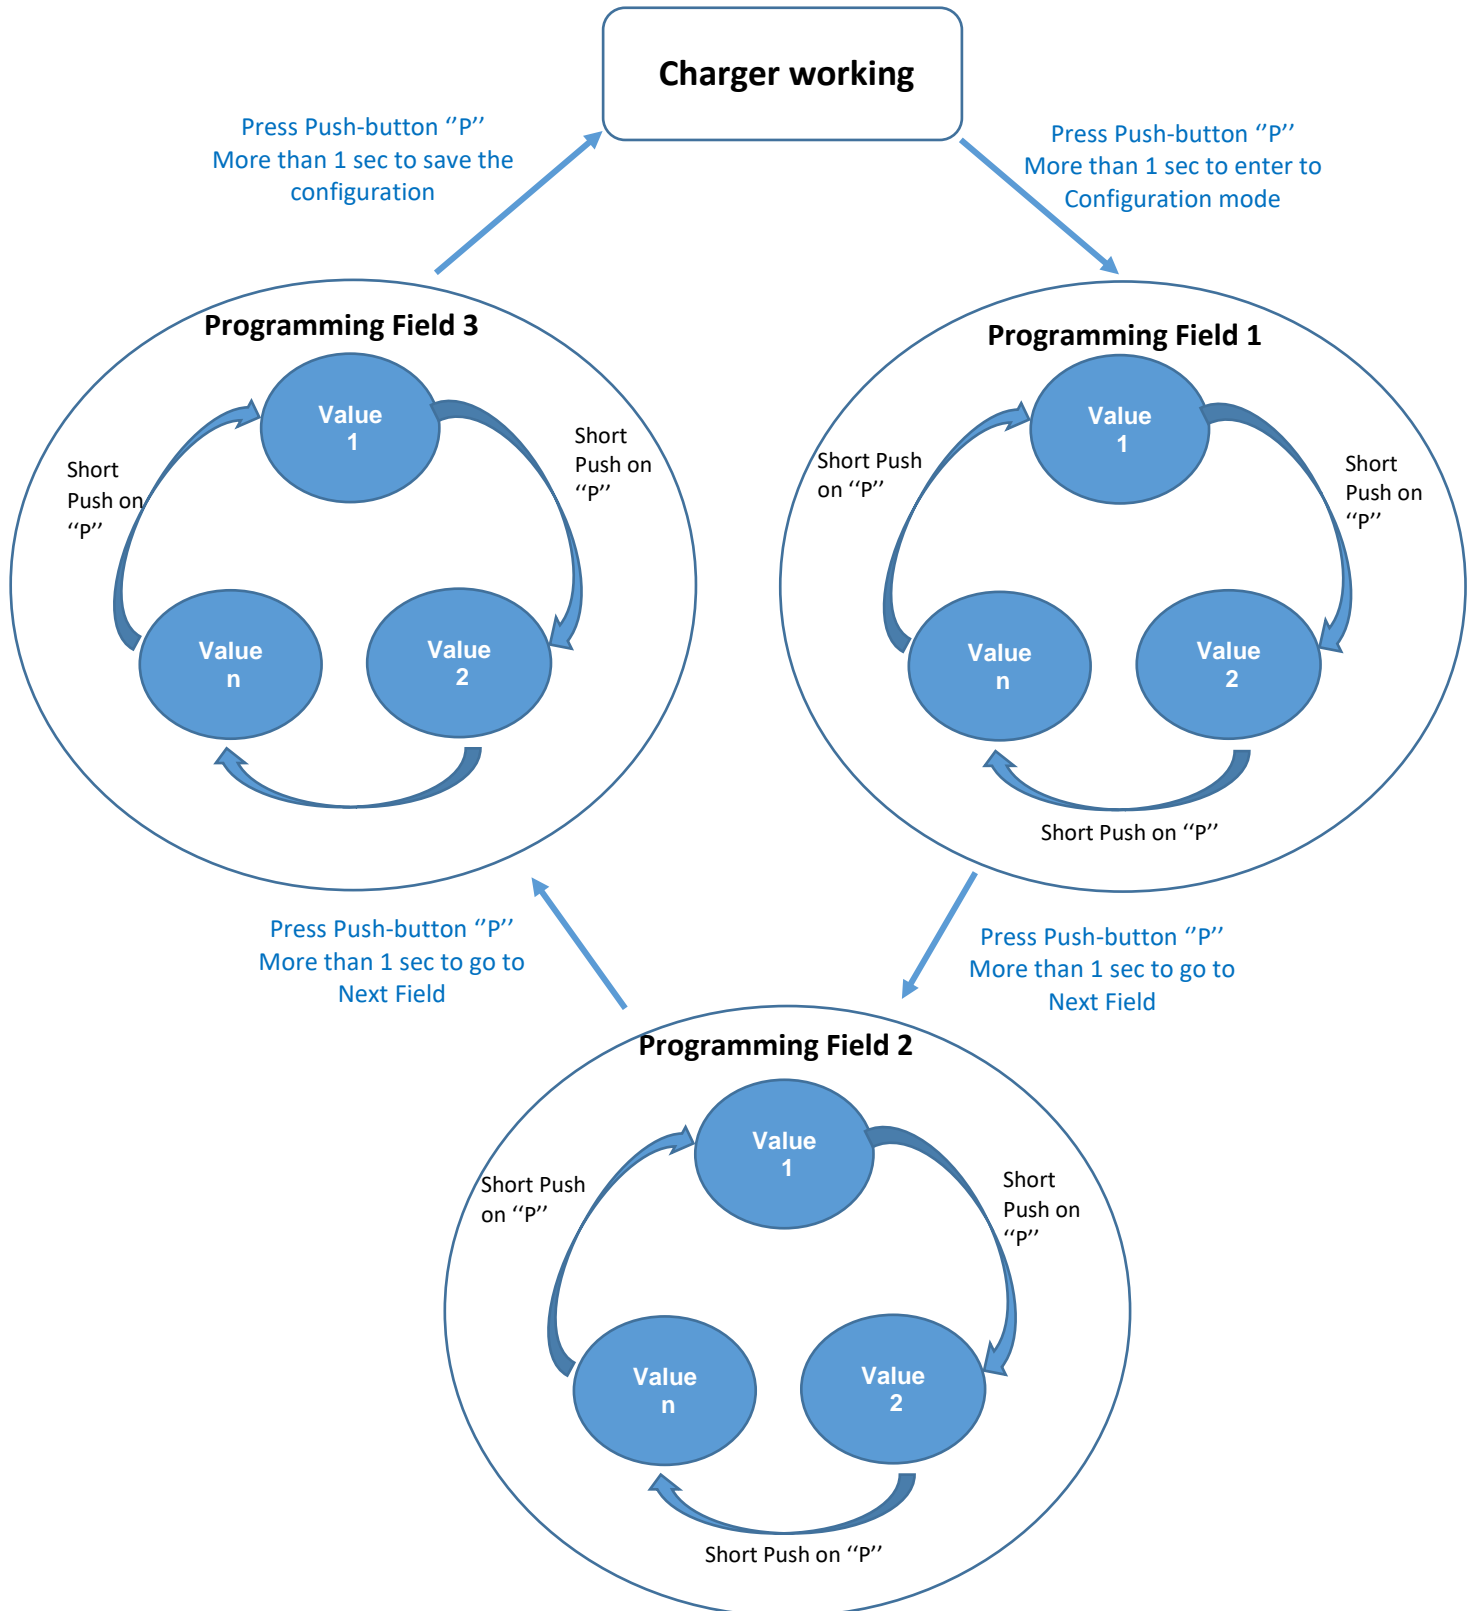 Charger working
Press Push-button ‘’P’’
More than 1 sec to save the
configuration
Press Push-button ‘’P’’
More than 1 sec to enter to
Configuration mode
Programming Field 3
Value
1
Short
Push on
‘‘P’’
Short
Push on
‘‘P’’
Value
n
Value
2
Programming Field 1
Value
1
Short Push
on ‘‘P’’
Short
Push on
‘‘P’’
Value
n
Value
2
Short Push on ‘‘P’’
Press Push-button ‘’P’’
More than 1 sec to go to
Next Field
Press Push-button ‘’P’’
More than 1 sec to go to
Next Field
Programming Field 2
Value
1
Short Push
on ‘‘P’’
Short
Push on
‘‘P’’
Value
n
Value
2
Short Push on ‘‘P’’